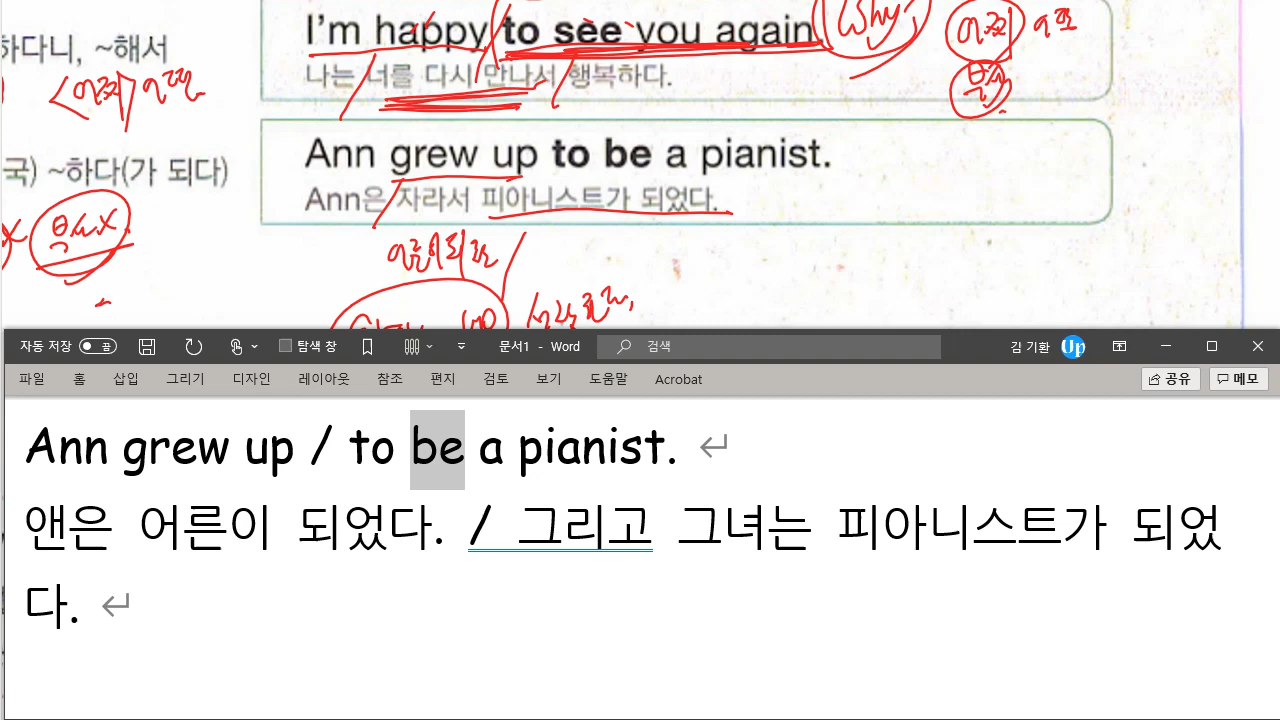 I'm happy to see you again. Why?
하다니, ~해서
나는 너를 다시 만나서 행복하다.
Ann grew up to be a pianist.
국) ~하다(가 되다)
Ann은 자라서 피아니스트가 되었다.
자동 저장 끔 탐색 창 문서1 - Word 검색 김 기환 Up
파일 홈 삽입 그리기 디자인 레이아웃 참조 편지 검토 보기 도움말 Acrobat 공유 메모
Ann grew up / to be a pianist.
앤은 어른이 되었다. / 그리고 그녀는 피아니스트가 되었
다.